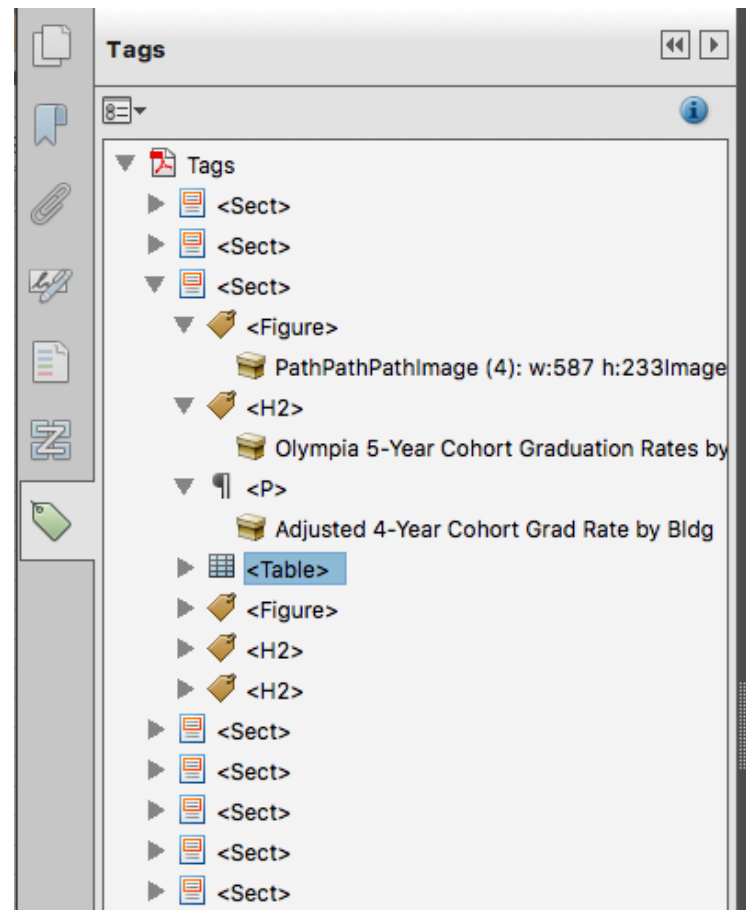 Tags
Tags
<Sect>
<Sect>
<Sect>
<Figure>
PathPathPathImage (4): w:587 h:233Image
<H2>
Olympia 5-Year Cohort Graduation Rates by
<P>
Adjusted 4-Year Cohort Grad Rate by Bldg
<Table>
<Figure>
<H2>
<H2>
<Sect>
<Sect>
<Sect>
<Sect>
<Sect>